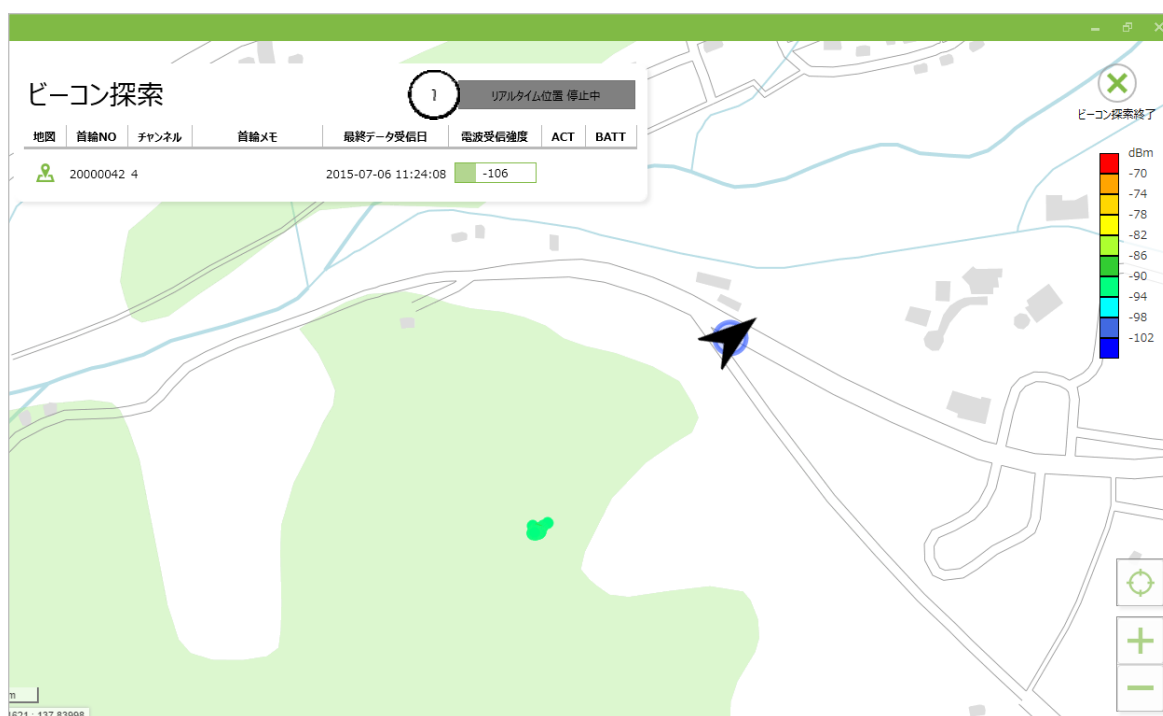 ビーコン探索
1
リアルタイム位置 停止中
ビーコン探索終了
地図 首輪NO チャンネル 首輪メモ 最終データ受信日 電波受信強度 ACT BATT
20000042 4 2015-07-06 11:24:08 -106
dBm
-70
-74
-78
-82
-86
-90
-94
-98
-102
m
1621 : 137.83998